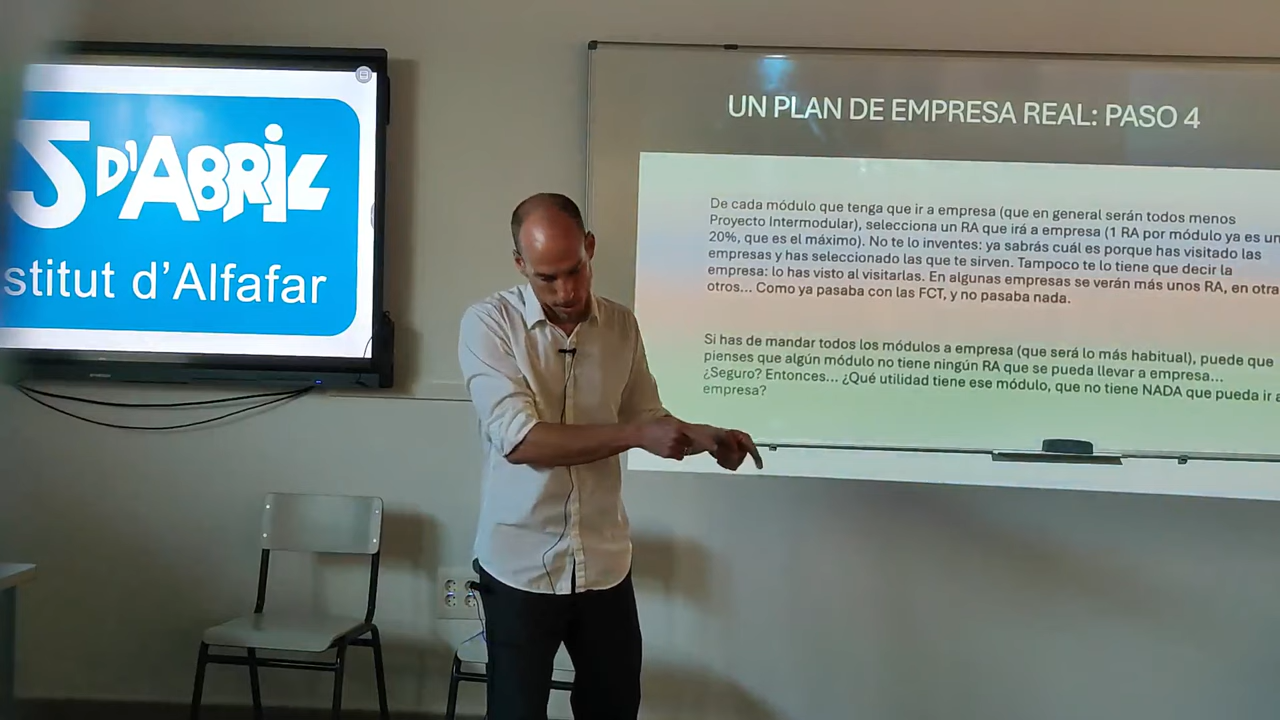 5 D'ABRIL
stitut d'Alfafar
UN PLAN DE EMPRESA REAL: PASO 4
De cada módulo que tenga que ir a empresa (que en general serán todos menos
Proyecto Intermodular), selecciona un RA que irá a empresa (1 RA por módulo ya es un
20%, que es el máximo). No te lo inventes: ya sabrás cuál es porque has visitado las
empresas y has seleccionado las que te sirven. Tampoco te lo tiene que decir la
empresa: lo has visto al visitarlas. En algunas empresas se verán más unos RA, en otra
otros... Como ya pasaba con las FCT, y no pasaba nada.
Si has de mandar todos los módulos a empresa (que será lo más habitual), puede que
pienses que algún módulo no tiene ningún RA que se pueda llevar a empresa...
¿Seguro? Entonces... ¿Qué utilidad tiene ese módulo, que no tiene NADA que pueda ir a
empresa?